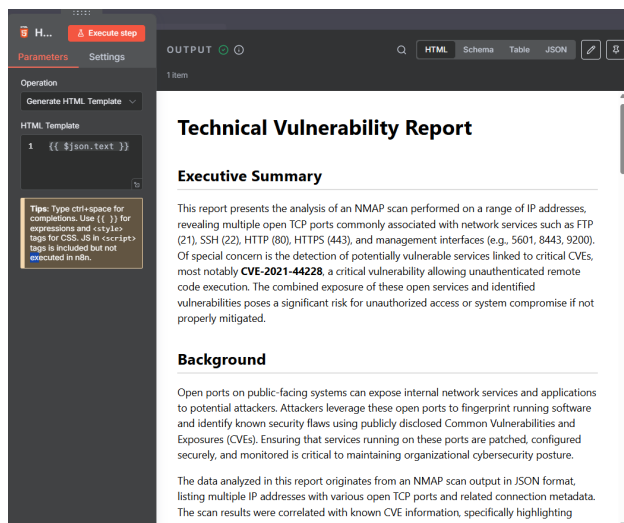 H...
Execute step
Parameters
Settings
Operation
Generate HTML Template
HTML Template
1 {{ $json.text }}
Tips: Type ctrl+space for
completions. Use {{ }} for
expressions and <style>
tags for CSS. JS in <script>
tags is included but not
executed in n8n.
OUTPUT
HTML
Schema
Table
JSON
1 item
Technical Vulnerability Report
Executive Summary
This report presents the analysis of an NMAP scan performed on a range of IP addresses,
revealing multiple open TCP ports commonly associated with network services such as FTP
(21), SSH (22), HTTP (80), HTTPS (443), and management interfaces (e.g., 5601, 8443, 9200).
Of special concern is the detection of potentially vulnerable services linked to critical CVEs,
most notably CVE-2021-44228, a critical vulnerability allowing unauthenticated remote
code execution. The combined exposure of these open services and identified
vulnerabilities poses a significant risk for unauthorized access or system compromise if not
properly mitigated.
Background
Open ports on public-facing systems can expose internal network services and applications
to potential attackers. Attackers leverage these open ports to fingerprint running software
and identify known security flaws using publicly disclosed Common Vulnerabilities and
Exposures (CVEs). Ensuring that services running on these ports are patched, configured
securely, and monitored is critical to maintaining organizational cybersecurity posture.
The data analyzed in this report originates from an NMAP scan output in JSON format,
listing multiple IP addresses with various open TCP ports and related connection metadata.
The scan results were correlated with known CVE information, specifically highlighting